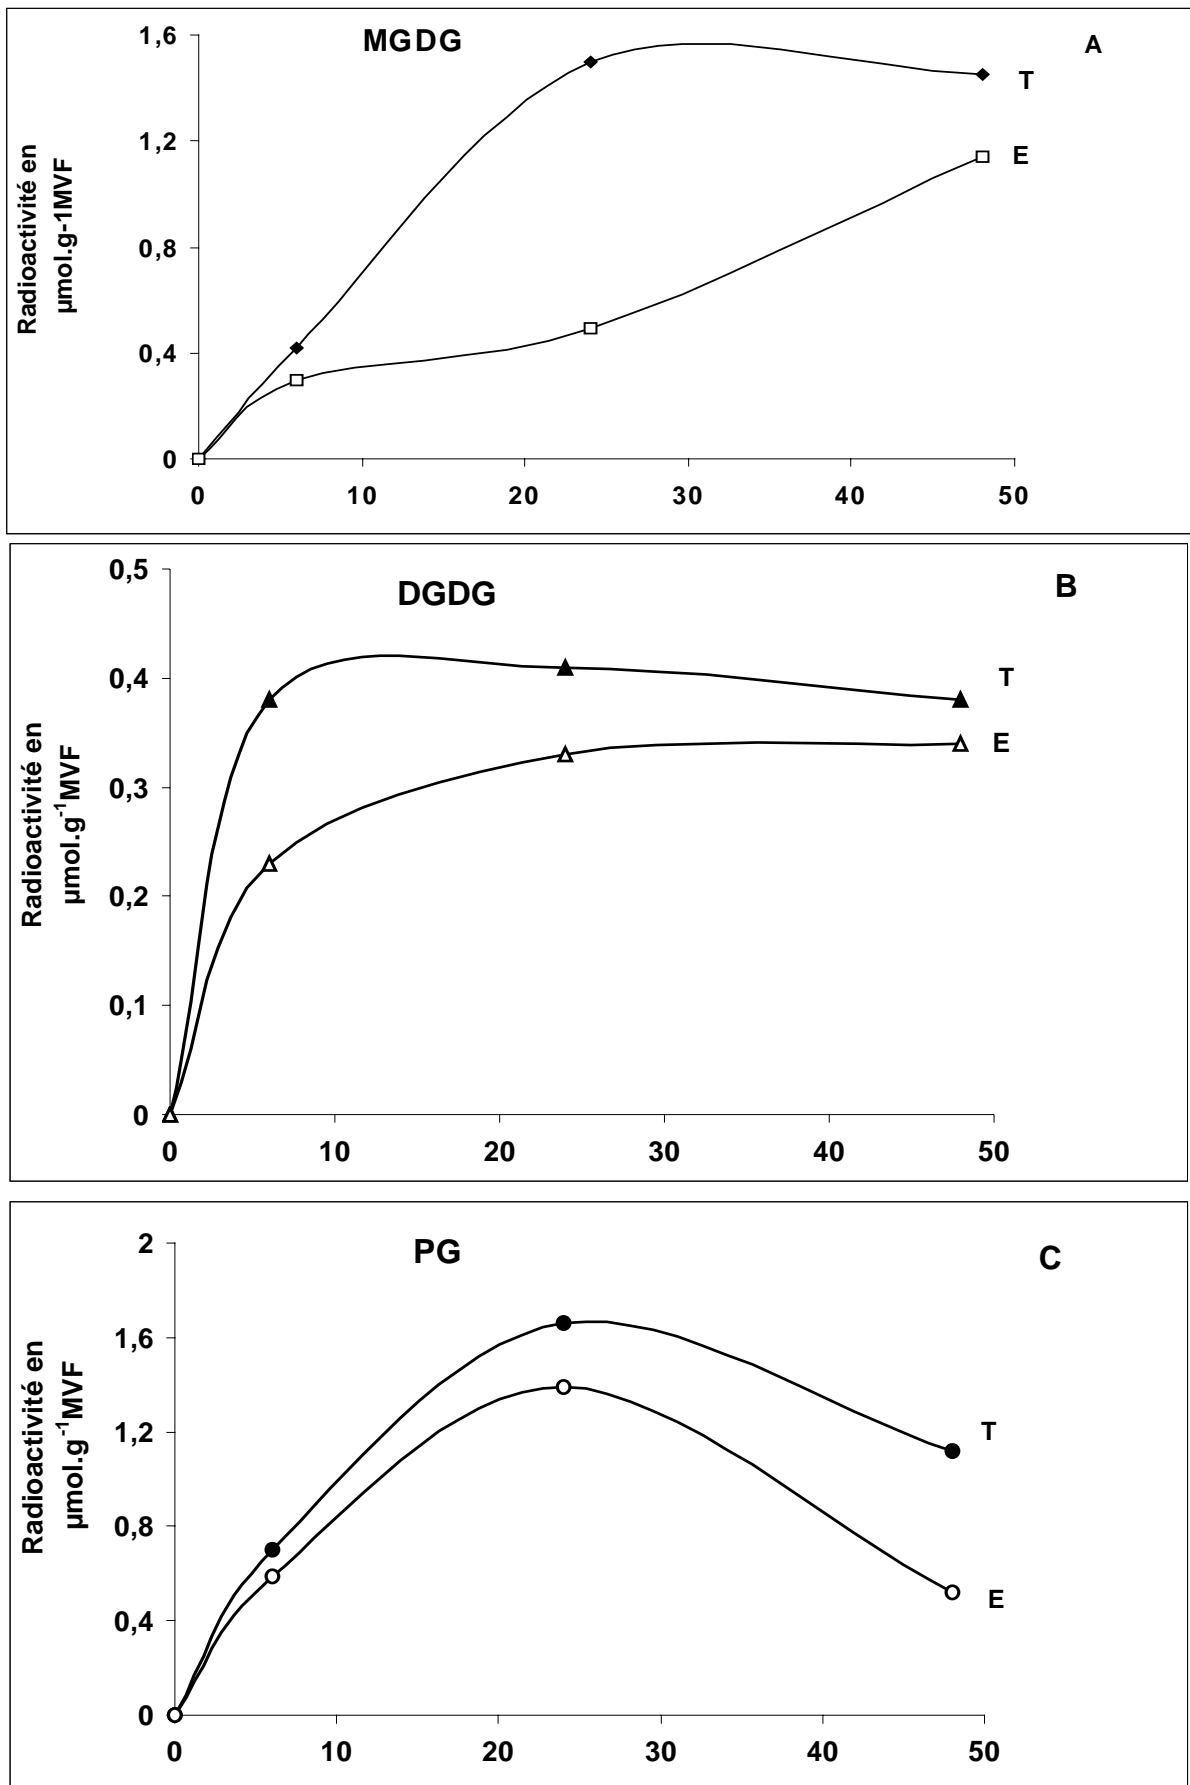 MGDG
A
Radioactivité en
µmol.g-1MVF
1,6
1,2
0,8
0,4
0
T
E
0 10 20 30 40 50
DGDG
B
Radioactivité en
µmol.g⁻¹MVF
0,5
0,4
0,3
0,2
0,1
0
T
E
0 10 20 30 40 50
PG
C
Radioactivité en
µmol.g⁻¹MVF
2
1,6
1,2
0,8
0,4
0
T
E
0 10 20 30 40 50